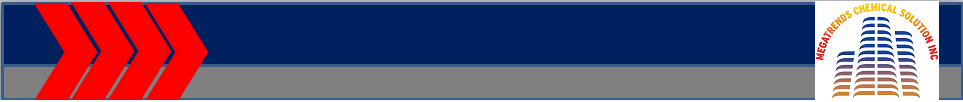 MEGATRENDS CHEMICAL SOLUTION INC